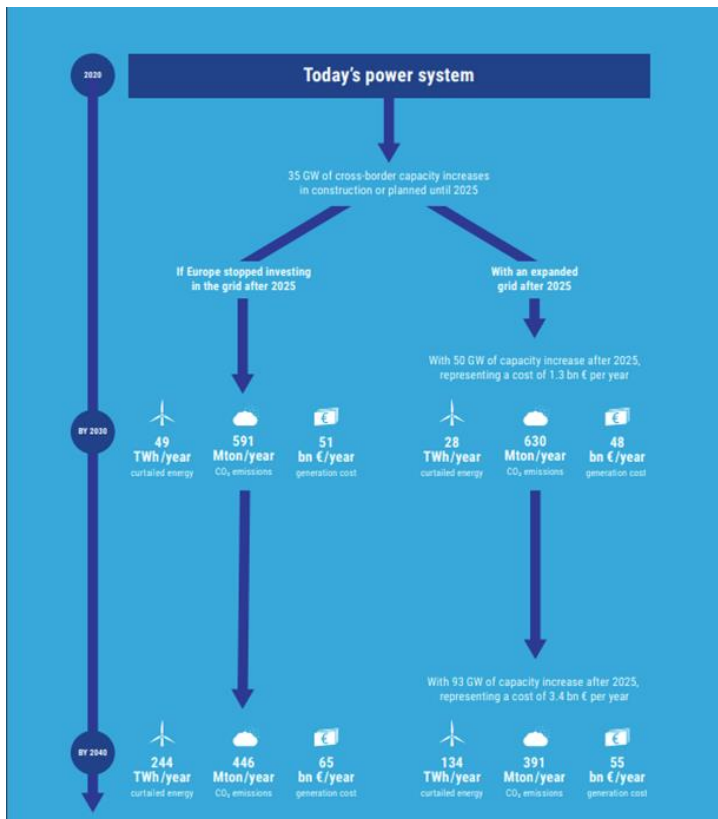 2020
Today's power system
35 GW of cross-border capacity increases
in construction or planned until 2025
If Europe stopped investing
in the grid after 2025
With an expanded
grid after 2025
With 50 GW of capacity increase after 2025,
representing a cost of 1.3 bn € per year
BY 2030
49
TWh/year
curtailed energy
591
Mton/year
CO₂ emissions
€
51
bn €/year
generation cost
28
TWh/year
curtailed energy
630
Mton/year
CO₂ emissions
€
48
bn €/year
generation cost
With 93 GW of capacity increase after 2025,
representing a cost of 3.4 bn € per year
BY 2040
244
TWh/year
curtailed energy
446
Mton/year
CO₂ emissions
€
65
bn €/year
generation cost
134
TWh/year
curtailed energy
391
Mton/year
CO₂ emissions
€
55
bn €/year
generation cost